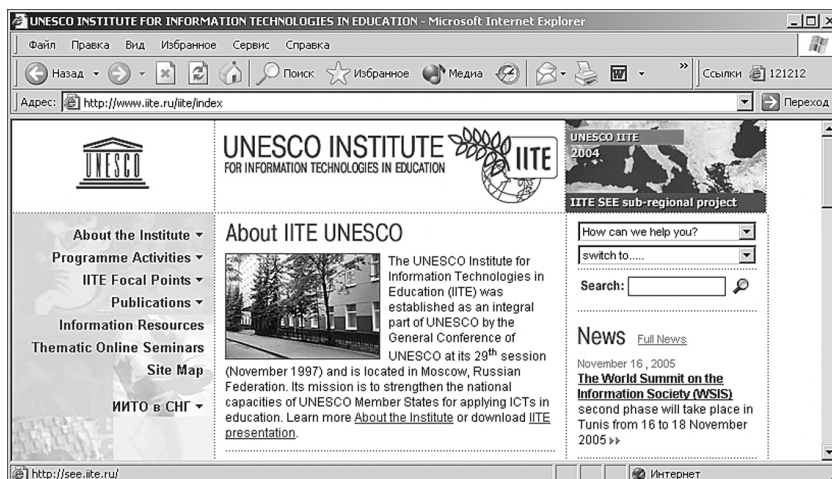 UNESCO INSTITUTE FOR INFORMATION TECHNOLOGIES IN EDUCATION - Microsoft Internet Explorer
Файл Правка Вид Избранное Сервис Справка
Назад Поиск Избранное Медиа » Ссылки 121212
Адрес: http://www.iite.ru/iite/index Переход
UNESCO
UNESCO INSTITUTE
FOR INFORMATION TECHNOLOGIES IN EDUCATION
IITE
UNESCO IITE
2004
IITE SEE sub-regional project
About the Institute
Programme Activities
IITE Focal Points
Publications
Information Resources
Thematic Online Seminars
Site Map
ИИТО в СНГ
About IITE UNESCO
The UNESCO Institute for
Information Technologies in
Education (IITE) was
established as an integral
part of UNESCO by the
General Conference of
UNESCO at its 29th session
(November 1997) and is located in Moscow, Russian
Federation. Its mission is to strengthen the national
capacities of UNESCO Member States for applying ICTs in
education. Learn more About the Institute or download IITE
presentation.
How can we help you?
switch to.....
Search:
News Full News
November 16 , 2005
The World Summit on the
Information Society (WSIS)
second phase will take place in
Tunis from 16 to 18 November
2005
http://see.iite.ru/ Интернет